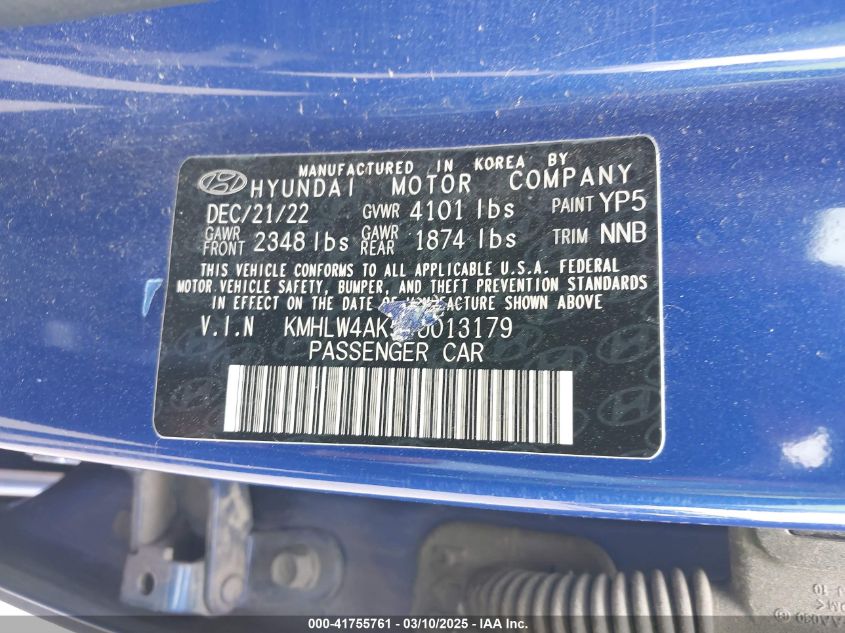 MANUFACTURED IN KOREA BY
HYUNDAI MOTOR COMPANY
DEC/21/22 GVWR 4101 lbs PAINT YP5
GAWR FRONT 2348 lbs GAWR REAR 1874 lbs TRIM NNB
THIS VEHICLE CONFORMS TO ALL APPLICABLE U.S.A. FEDERAL
MOTOR VEHICLE SAFETY, BUMPER, AND THEFT PREVENTION STANDARDS
IN EFFECT ON THE DATE OF SHOWN ABOVE
V.I.N
PASSENGER CAR
000-41755761 | 03/10/2025 | © IAA Inc.